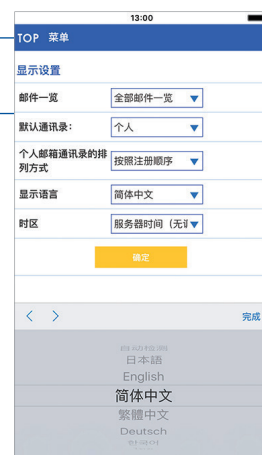 13:00
TOP 菜单
显示设置
邮件一览 全部邮件一览
默认通讯录： 个人
个人邮箱通讯录的排
列方式 按照注册顺序
显示语言 简体中文
时区 服务器时间（无
确定
完成
日本語
English
简体中文
繁體中文
Deutsch
한국어